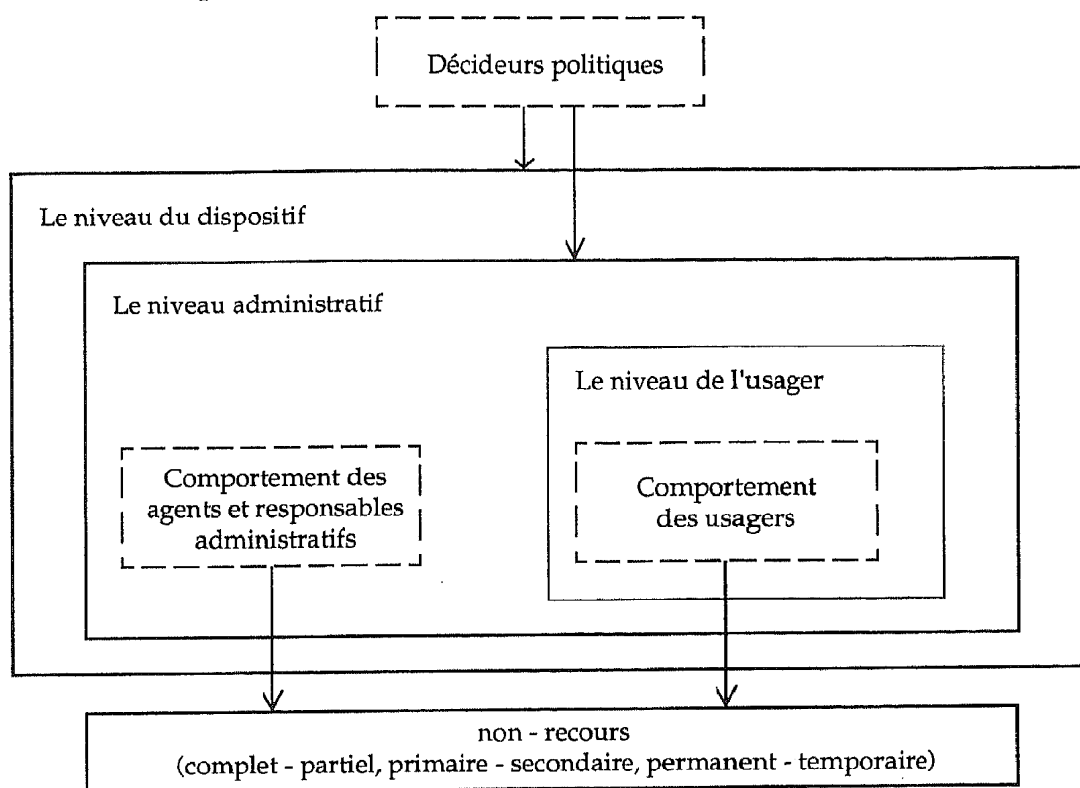 Décideurs politiques
Le niveau du dispositif
Le niveau administratif
Le niveau de l'usager
Comportement des
agents et responsables
administratifs
Comportement
des usagers
non - recours
(complet - partiel, primaire - secondaire, permanent - temporaire)